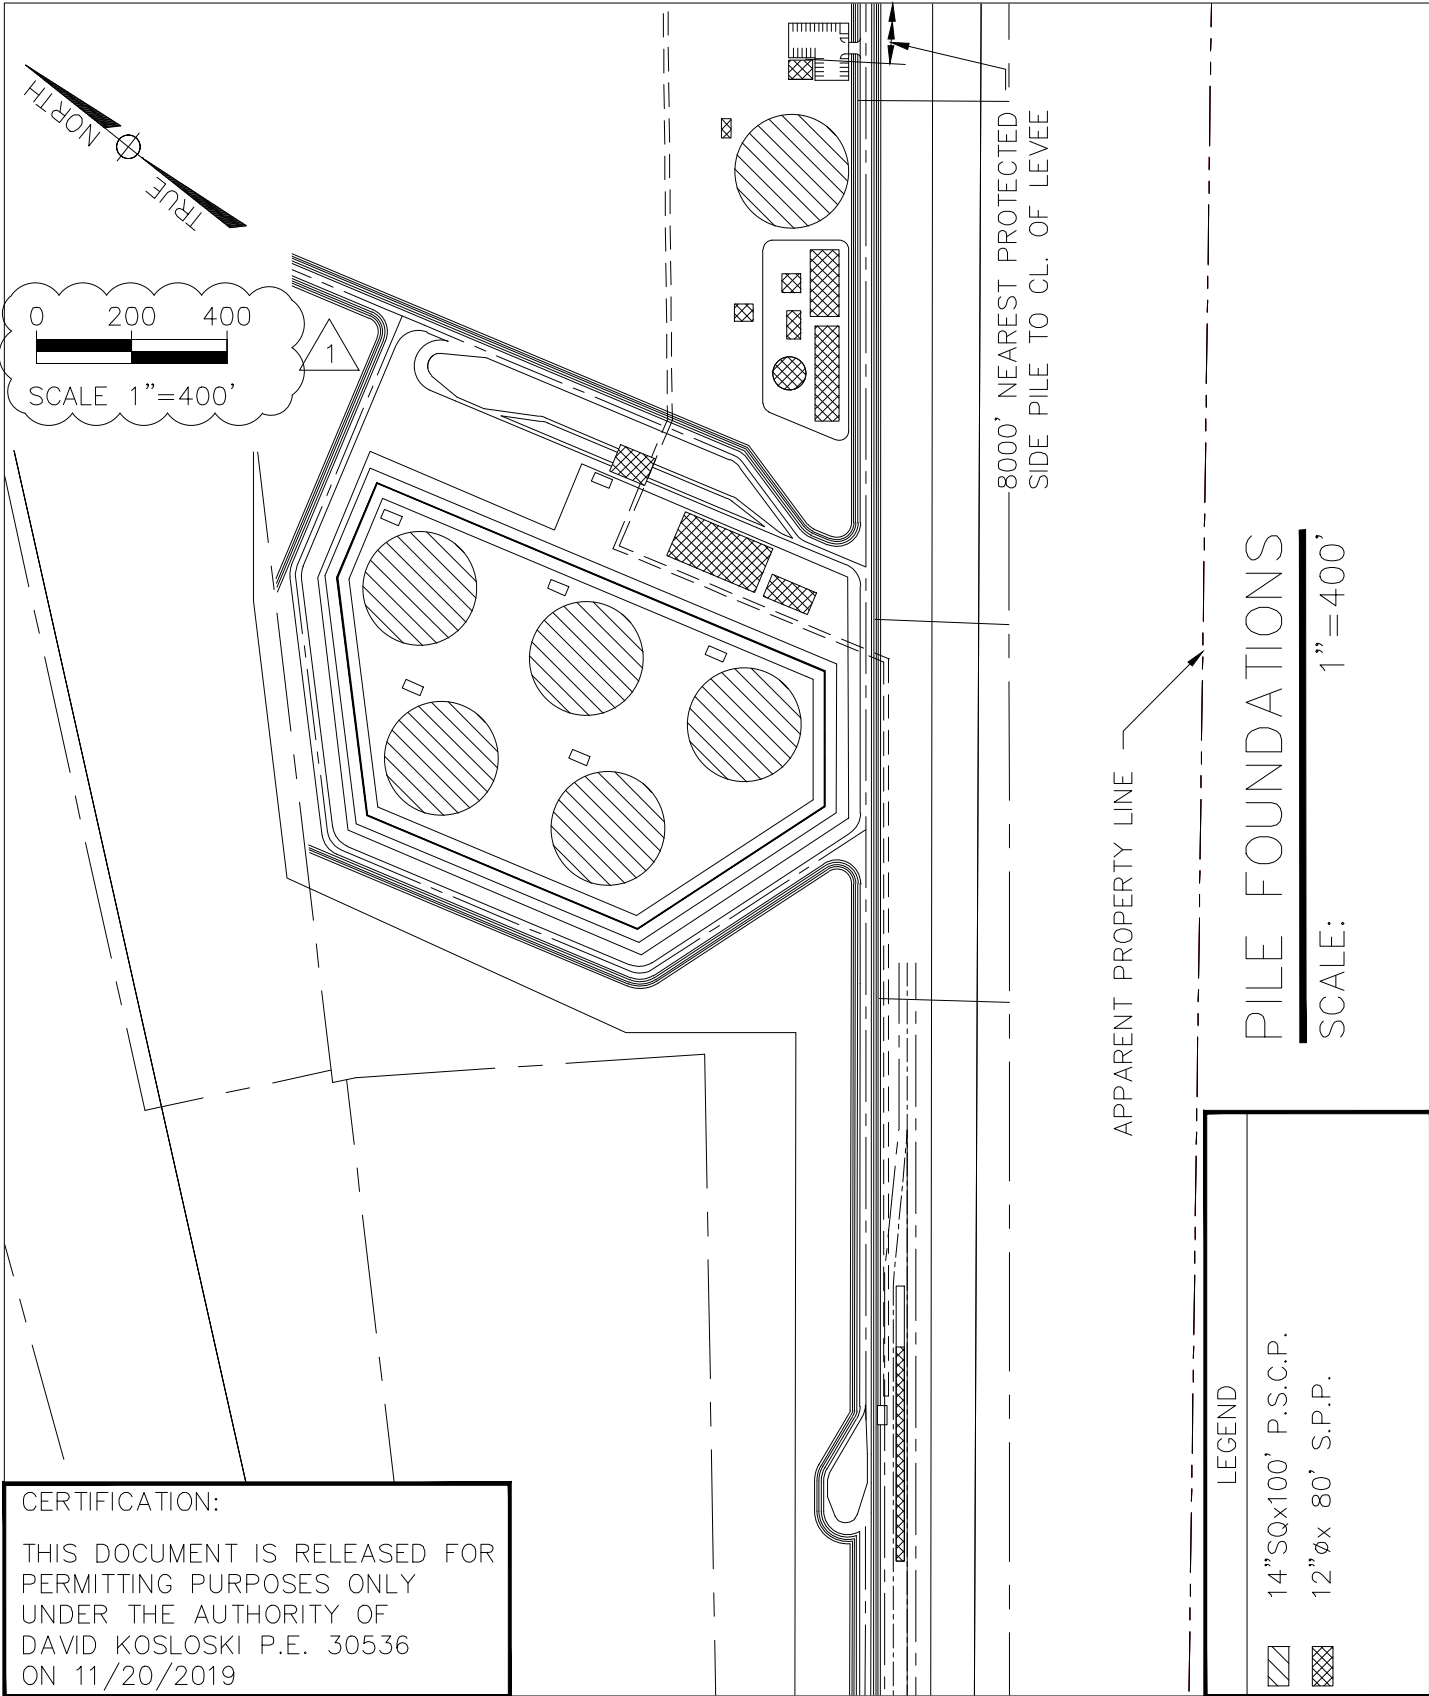 TRUE NORTH
0 200 400
SCALE 1"=400'
1
8000' NEAREST PROTECTED
SIDE PILE TO CL. OF LEVEE
APPARENT PROPERTY LINE
PILE FOUNDATIONS
SCALE: 1"=400'
LEGEND
14"SQx100' P.S.C.P.
12"øx 80' S.P.P.
CERTIFICATION:
THIS DOCUMENT IS RELEASED FOR
PERMITTING PURPOSES ONLY
UNDER THE AUTHORITY OF
DAVID KOSLOSKI P.E. 30536
ON 11/20/2019